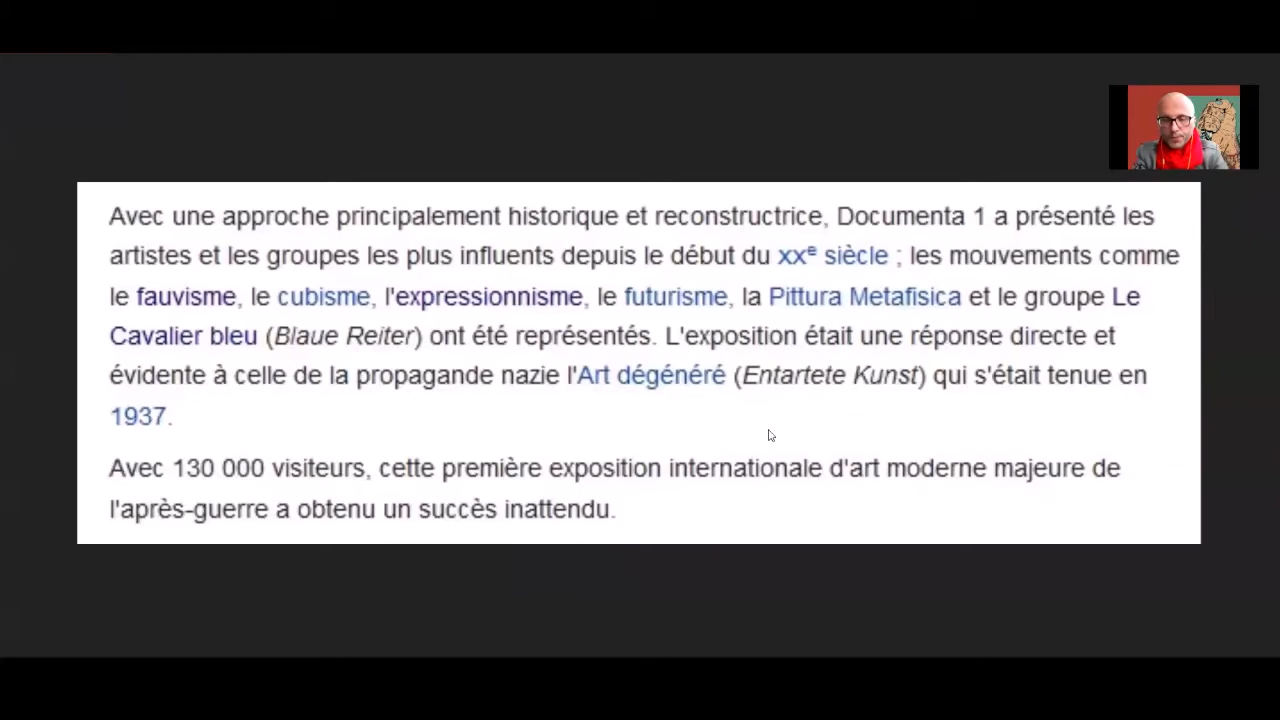 Avec une approche principalement historique et reconstructrice, Documenta 1 a présenté les
artistes et les groupes les plus influents depuis le début du XXe siècle ; les mouvements comme
le fauvisme, le cubisme, l'expressionnisme, le futurisme, la Pittura Metafisica et le groupe Le
Cavalier bleu (Blaue Reiter) ont été représentés. L'exposition était une réponse directe et
évidente à celle de la propagande nazie l'Art dégénéré (Entartete Kunst) qui s'était tenue en
1937.
Avec 130 000 visiteurs, cette première exposition internationale d'art moderne majeure de
l'après-guerre a obtenu un succès inattendu.